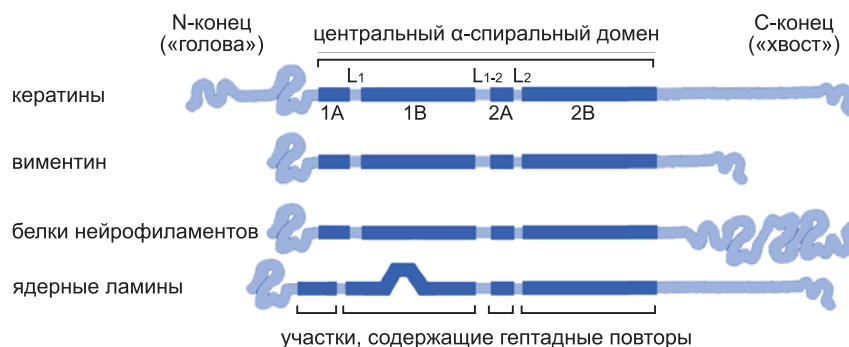 N-конец
(«голова»)
центральный α-спиральный домен
C-конец
(«хвост»)
кератины
L1
L1-2
L2
1A
1B
2A
2B
виментин
белки нейрофиламентов
ядерные ламины
участки, содержащие гептадные повторы